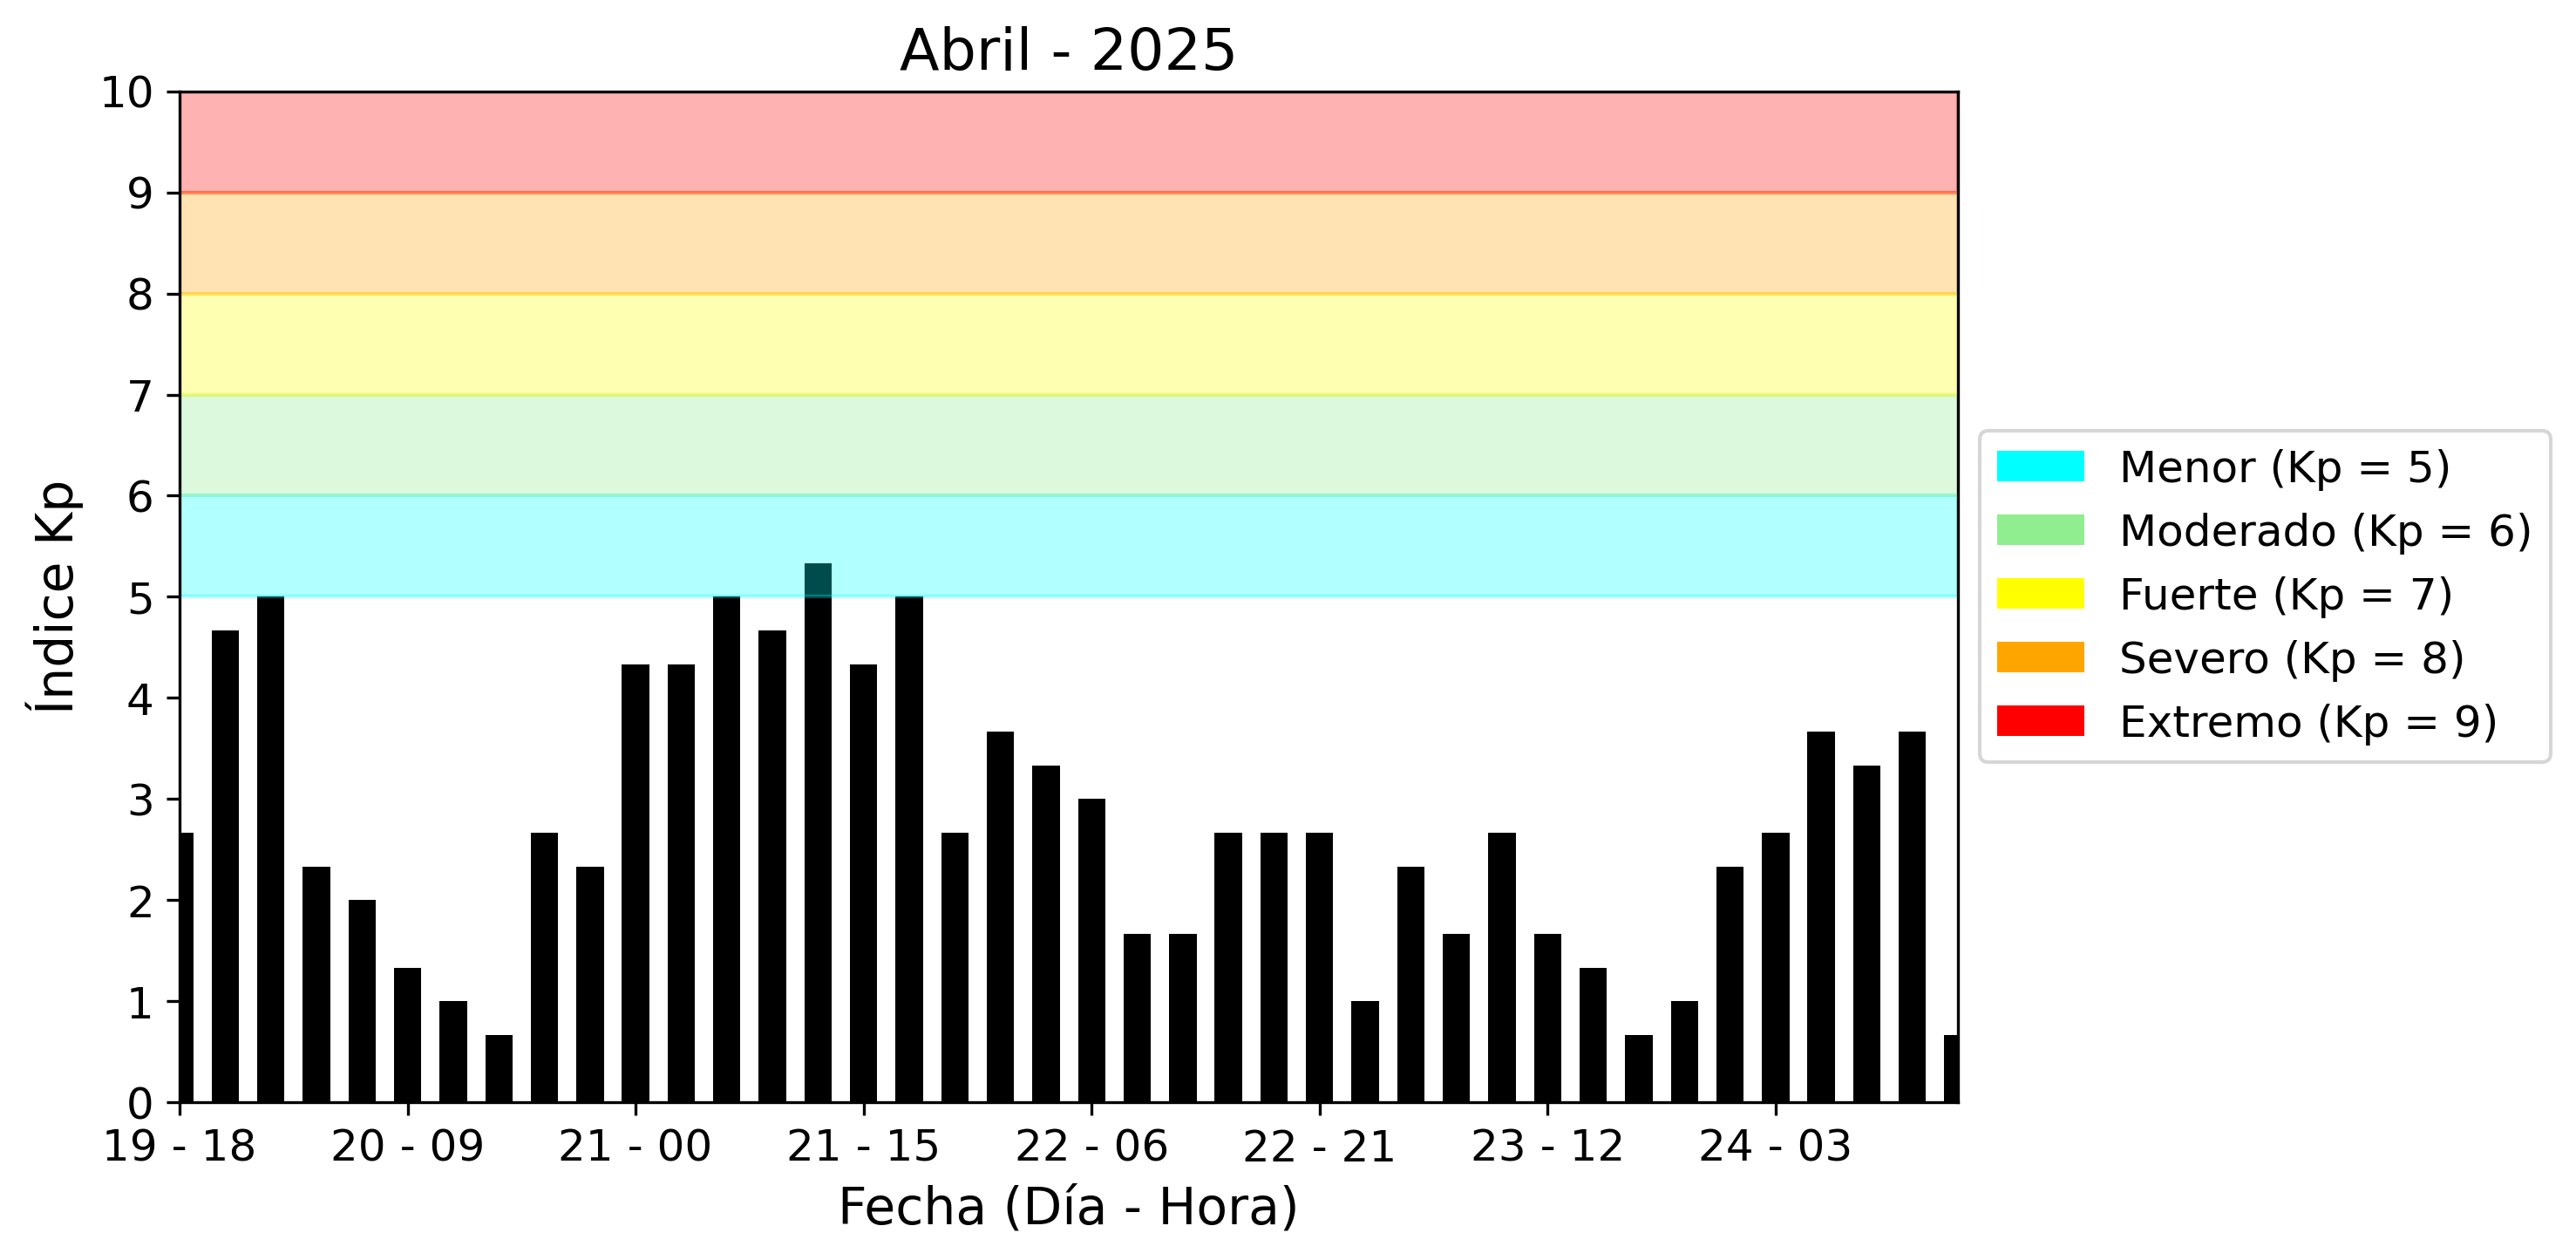 Abril - 2025
10
9
8
7
6
5
4
3
2
1
0
Índice Kp
19 - 18
20 - 09
21 - 00
21 - 15
22 - 06
22 - 21
23 - 12
24 - 03
Fecha (Día - Hora)
Menor (Kp = 5)
Moderado (Kp = 6)
Fuerte (Kp = 7)
Severo (Kp = 8)
Extremo (Kp = 9)